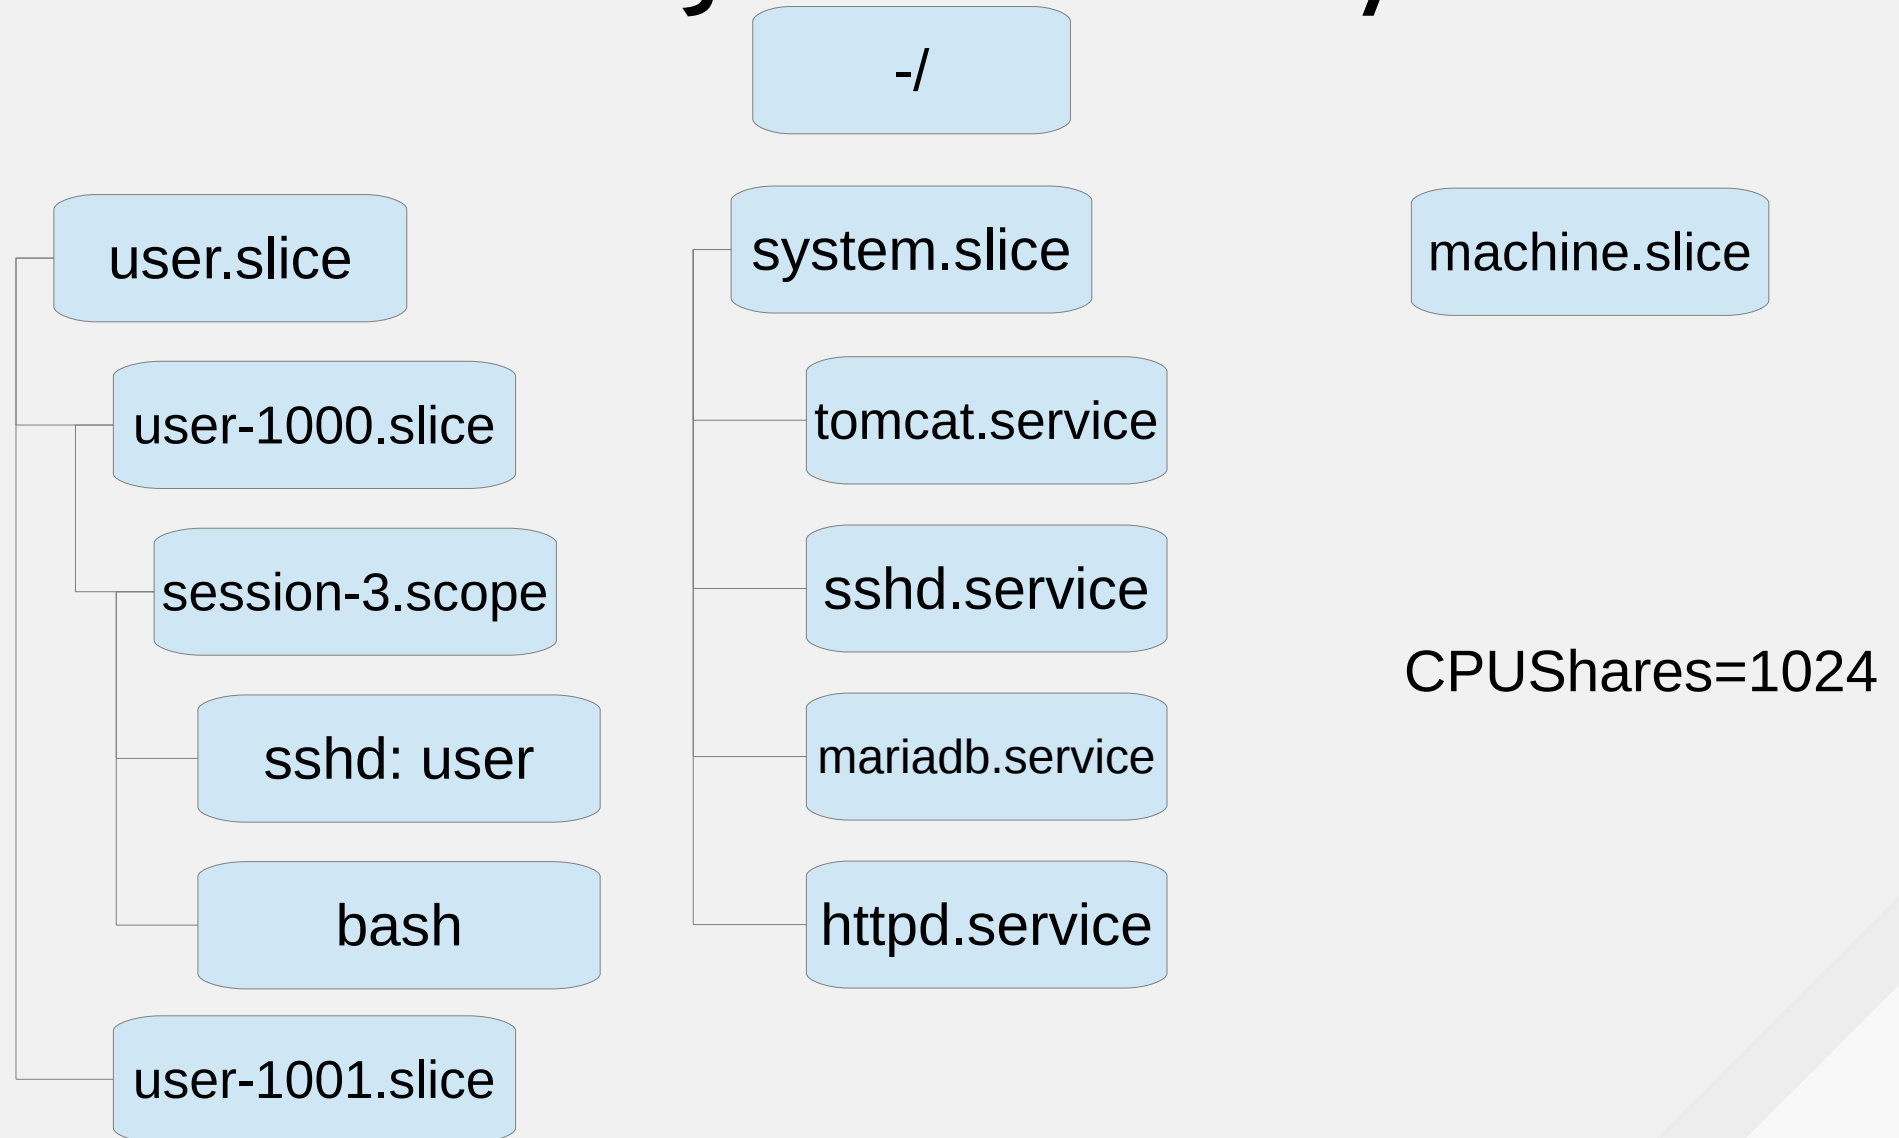 -/
user.slice
system.slice
machine.slice
user-1000.slice
tomcat.service
session-3.scope
sshd.service
CPUShares=1024
sshd: user
mariadb.service
bash
httpd.service
user-1001.slice